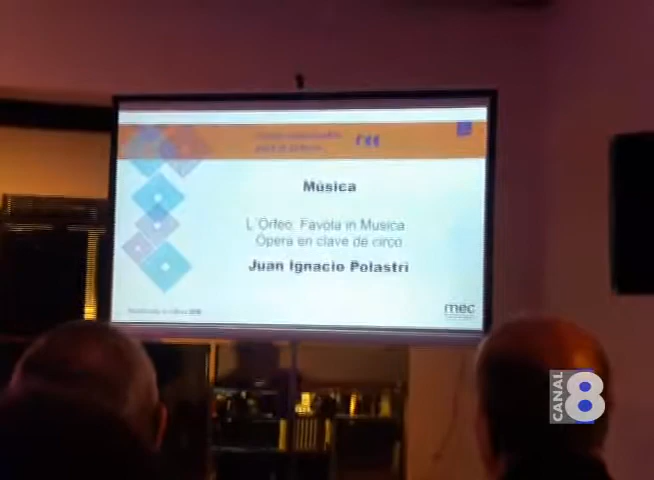 Música
L'Orfeo. Favola in Musica
Ópera en clave de circo
Juan Ignacio Polastri
mec
CANAL
8